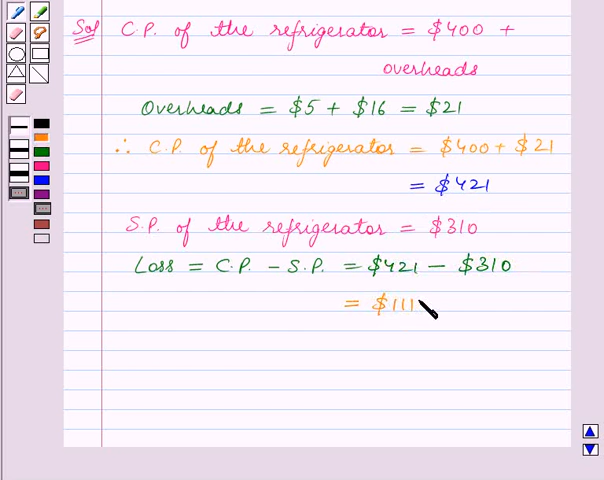 Sol C.P. of the refrigerator = $400 +
overheads
Overheads = $5 + $16 = $21
∴ C.P. of the refrigerator = $400 + $21
= $421
S.P. of the refrigerator = $310
Loss = C.P. - S.P. = $421 - $310
= $111